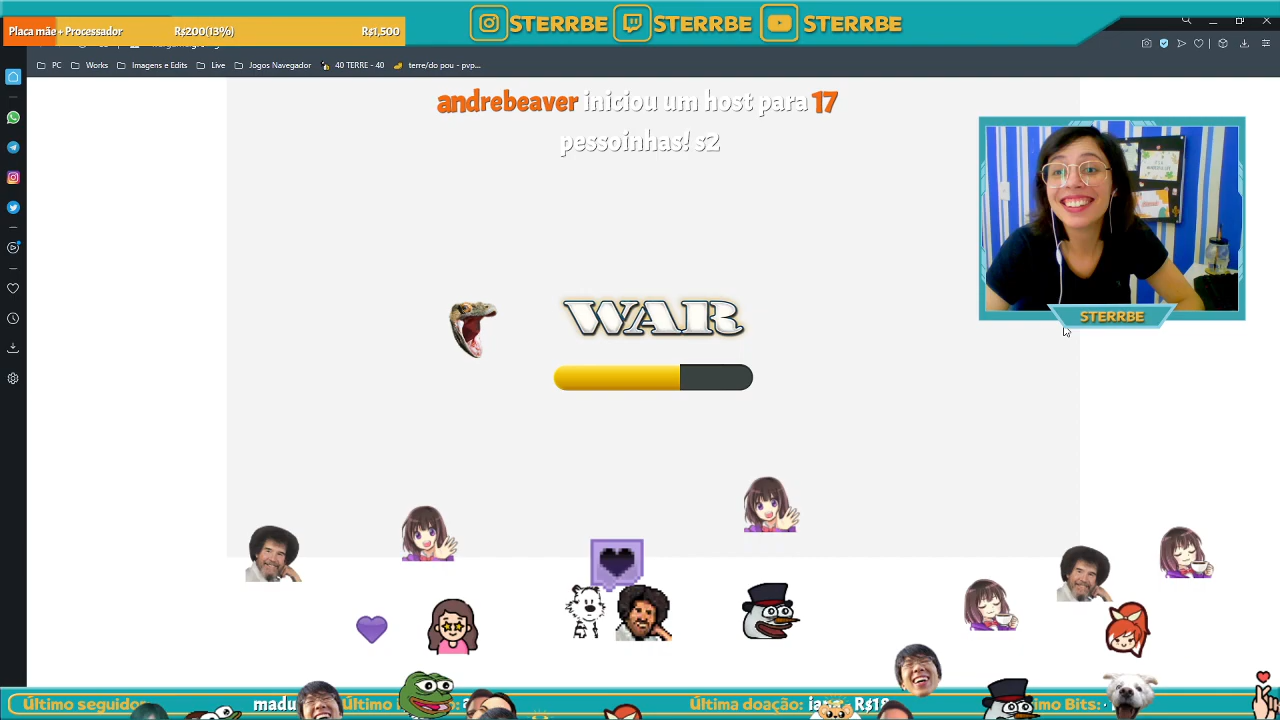 Placa mãe + Processador R$200(13%) R$1,500
STERRBE STERRBE STERRBE
PC Works Imagens e Edits Live Jogos Navegador 40 TERRE - 40 terre/do pou - pvp...
andrebeaver iniciou um host para 17
pessoinhas! s2
STERRBE
WAR
Último seguidor madu Último Última doação: R$18 Bits: